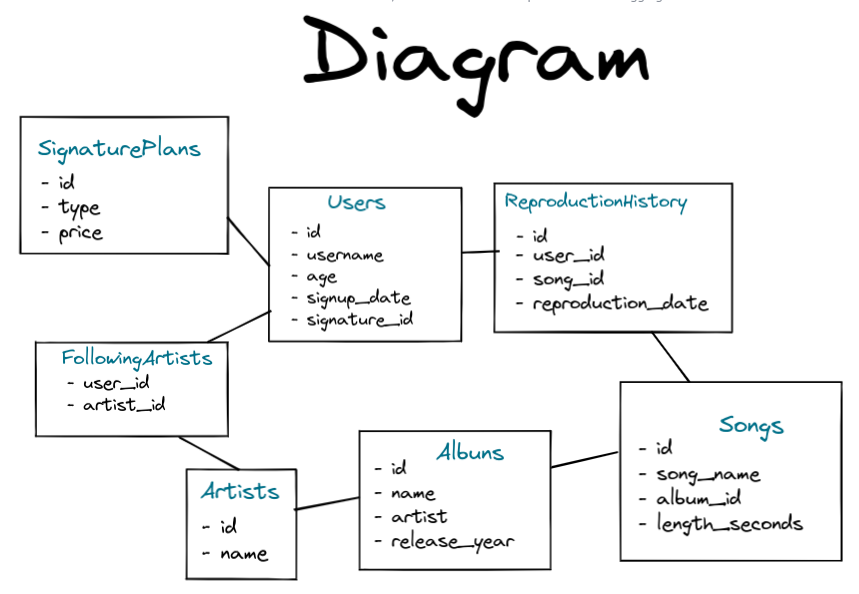 Diagram
SignaturePlans
- id
- type
- price
Users
- id
- username
- age
- signup_date
- signature_id
ReproductionHistory
- id
- user_id
- song_id
- reproduction_date
FollowingArtists
- user_id
- artist_id
Artists
- id
- name
Albuns
- id
- name
- artist
- release_year
Songs
- id
- song_name
- album_id
- length_seconds